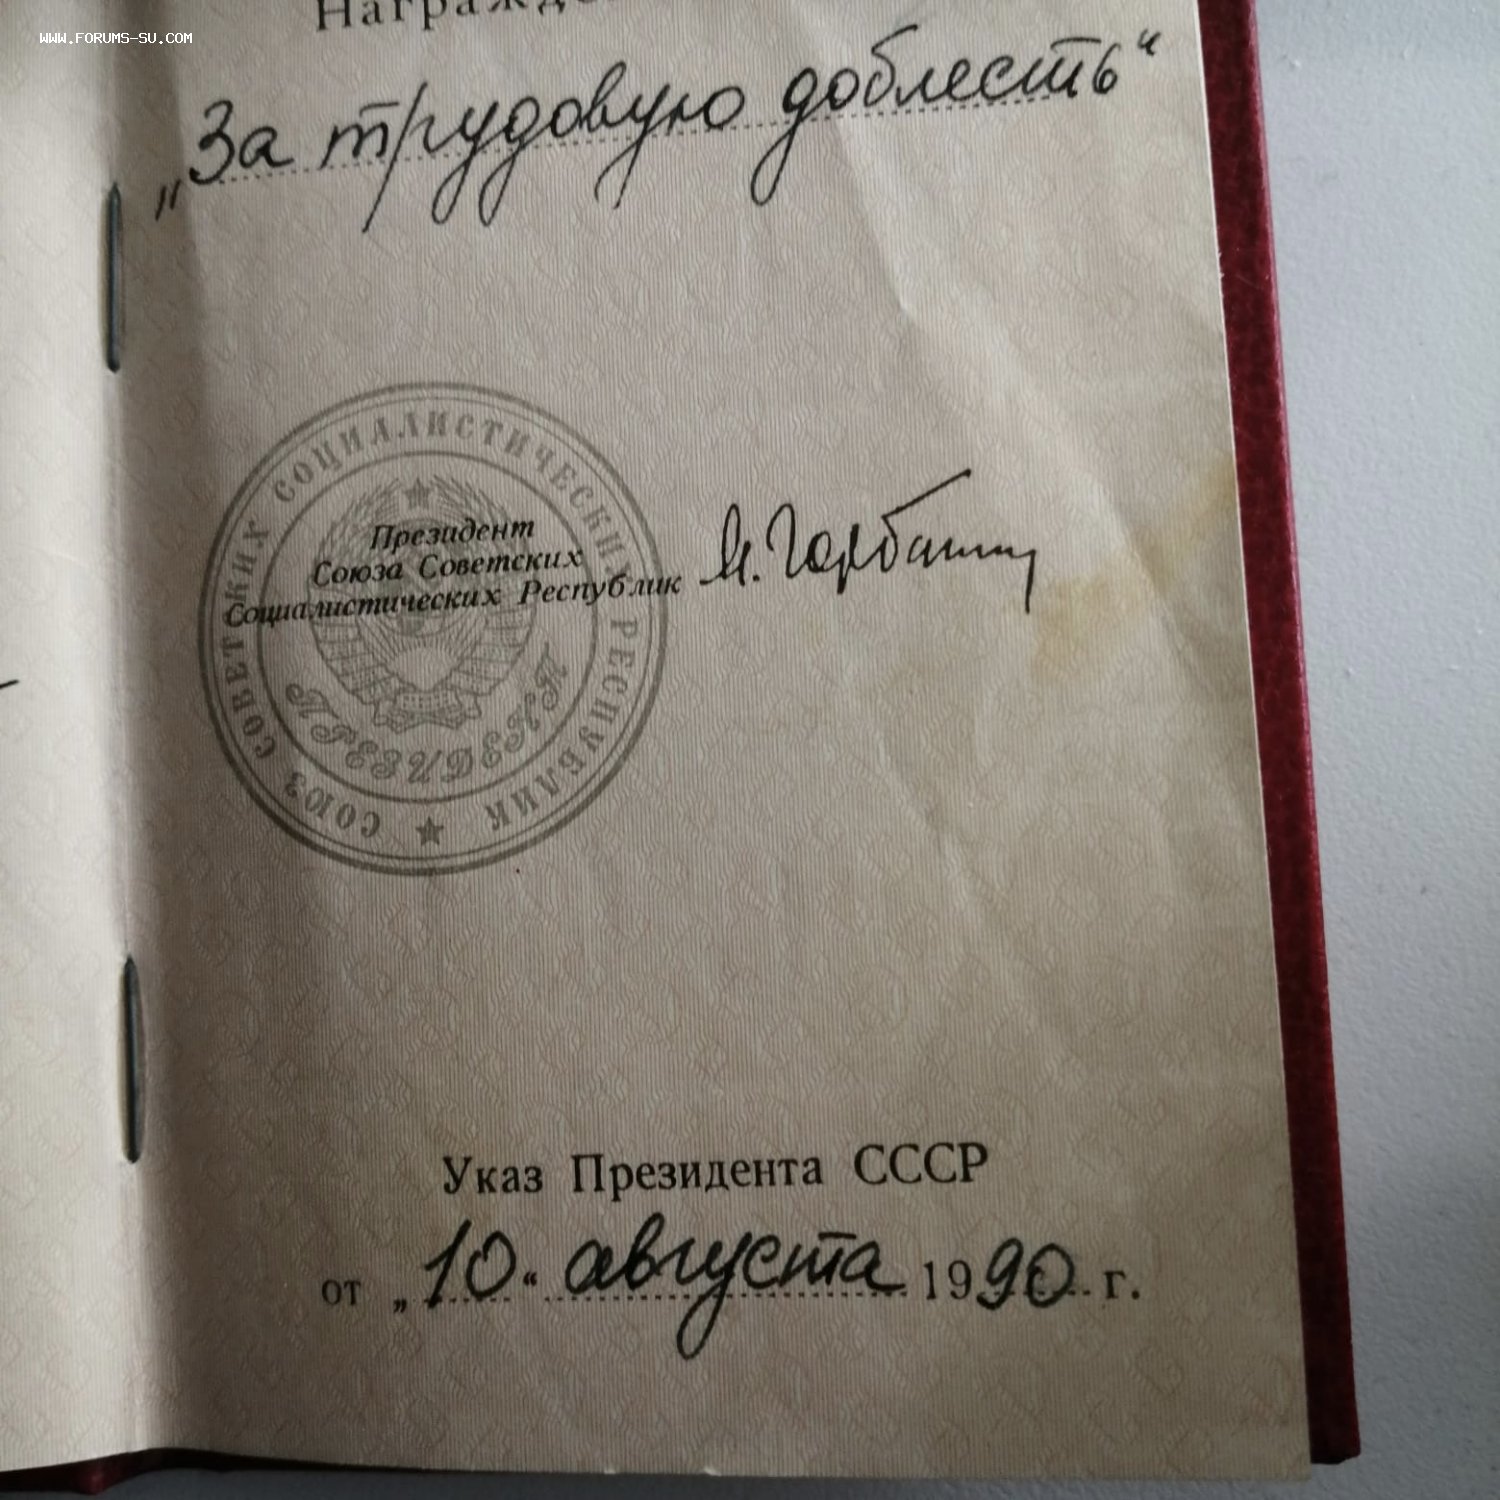 WWW.FORUMS-SU.COM
Награжде
„За трудовую доблесть“
СОЮЗ СОВЕТСКИХ СОЦИАЛИСТИЧЕСКИХ РЕСПУБЛИК
ПРЕЗИДЕНТ
Президент
Союза Советских
Социалистических Республик
М. Горбачев
Указ Президента СССР
от „10“ августа 1990 г.